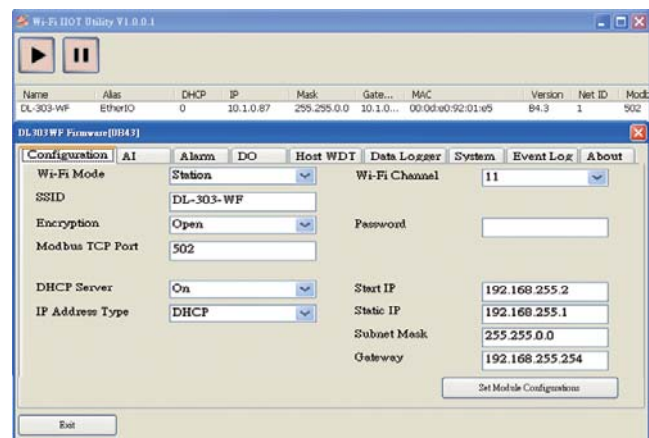 Wi-Fi IIOT Utility V1.0.0.1
Name Alias DHCP IP Mask Gate... MAC Version Net ID Modb
DL-303-WF EtherIO 0 10.1.0.87 255.255.0.0 10.1.0... 00:0d:e0:92:01:e5 B4.3 1 502
DL303WF Firmware[0B43]
Configuration AI Alarm DO Host WDT Data Logger System Event Log About
Wi-Fi Mode Station Wi-Fi Channel 11
SSID DL-303-WF
Encryption Open Password
Modbus TCP Port 502
DHCP Server On Start IP 192.168.255.2
IP Address Type DHCP Static IP 192.168.255.1
Subnet Mask 255.255.0.0
Gateway 192.168.255.254
Set Module Configurations
Exit